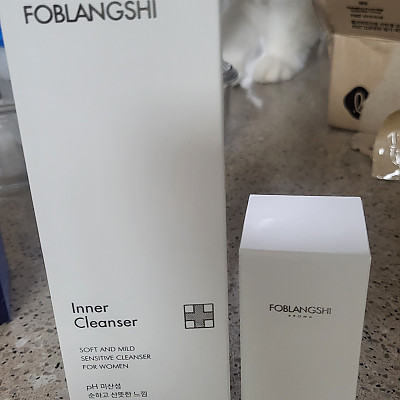 FOBLANGSHI
Inner
Cleanser
SOFT AND MILD
SENSITIVE CLEANSER
FOR WOMEN
pH 미산성
순하고 산뜻한 느낌
FOBLANGSHI